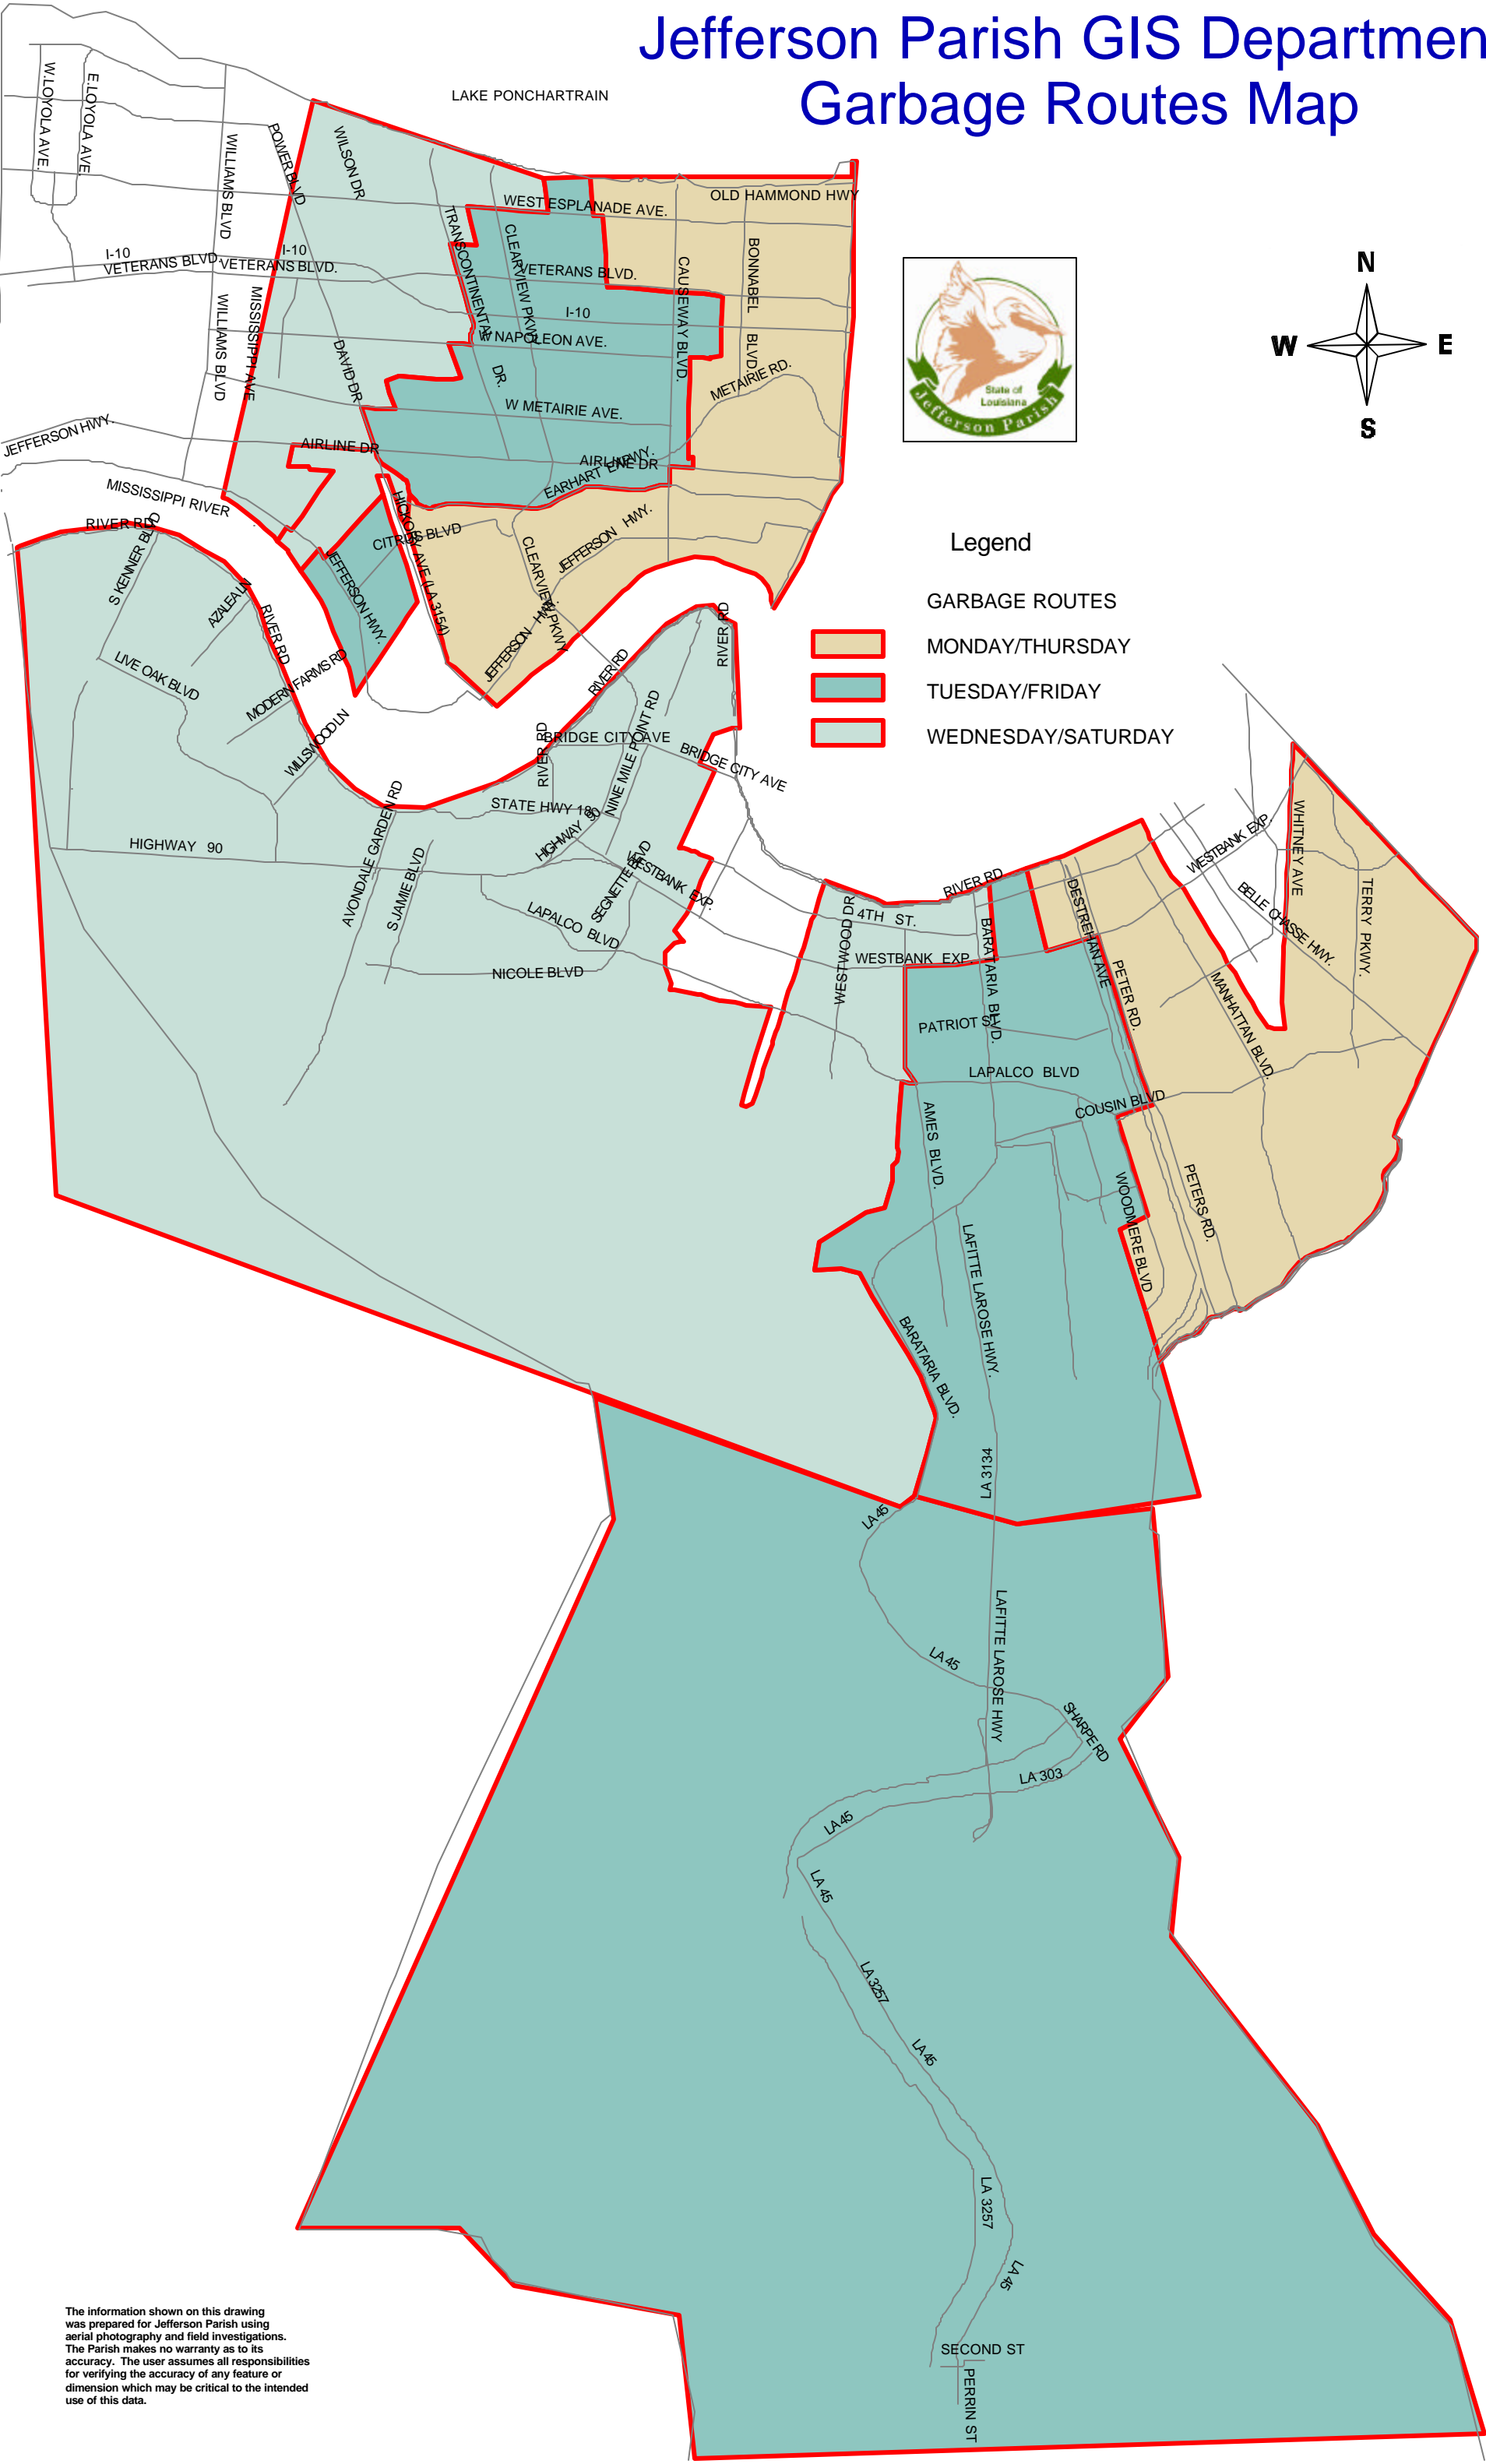 Jefferson Parish GIS Departmen
Garbage Routes Map
LAKE PONCHARTRAIN
W.LOYOLA AVE.
E.LOYOLA AVE
WILLIAMS BLVD
POWER BLVD
WILSON DR
OLD HAMMOND HWY
WEST ESPLANADE AVE.
TRANSCONTINENTAL
CLEARVIEW PKWY
I-10
VETERANS BLVD.
I-10
VETERANS BLVD.
VETERANS BLVD.
CAUSEWAY BLVD.
BONNABEL
BLVD.
I-10
W NAPOLEON AVE.
WILLIAMS BLVD
MISSISSIPPI AVE
DAVID DR
DR.
METAIRIE RD.
W METAIRIE AVE.
JEFFERSON HWY.
AIRLINE DR
AIRLINE DR
EARHART EXPWY.
MISSISSIPPI RIVER
RIVER RD
S KENNER BLVD
HICKORY AVE (LA 3154)
CITRUS BLVD
JEFFERSON HWY.
CLEARVIEW PKWY
JEFFERSON HWY.
JEFFERSON HWY.
AZALEA LN
RIVER RD
LIVE OAK BLVD
MODERN FARMS RD
WILLSWOOD LN
RIVER RD
RIVER RD
RIVER RD
BRIDGE CITY AVE
BRIDGE CITY AVE
NINE MILE POINT RD
STATE HWY 18
HIGHWAY 90
HIGHWAY 90
AVONDALE GARDEN RD
S JAMIE BLVD
SEGNETTE BLVD
WESTBANK EXP.
LAPALCO BLVD
NICOLE BLVD
State of
Louisiana
Jefferson Parish
N
W
E
S
Legend
GARBAGE ROUTES
MONDAY/THURSDAY
TUESDAY/FRIDAY
WEDNESDAY/SATURDAY
WESTBANK EXP.
WHITNEY AVE
BELLE CHASSE HWY.
TERRY PKWY.
RIVER RD
4TH ST.
WESTWOOD DR
WESTBANK EXP.
BARATARIA BLVD.
DESTREHAN AVE
PETER RD.
MANHATTAN BLVD.
PATRIOT ST
LAPALCO BLVD
COUSIN BLVD
AMES BLVD.
WOODMERE BLVD
PETERS RD.
LAFITTE LAROSE HWY.
BARATARIA BLVD.
LA 3134
LA 45
LAFITTE LAROSE HWY
LA 45
SHARPE RD
LA 303
LA 45
LA 45
LA 3257
LA 45
LA 3257
LA 45
SECOND ST
PERRIN ST
The information shown on this drawing
was prepared for Jefferson Parish using
aerial photography and field investigations.
The Parish makes no warranty as to its
accuracy. The user assumes all responsibilities
for verifying the accuracy of any feature or
dimension which may be critical to the intended
use of this data.